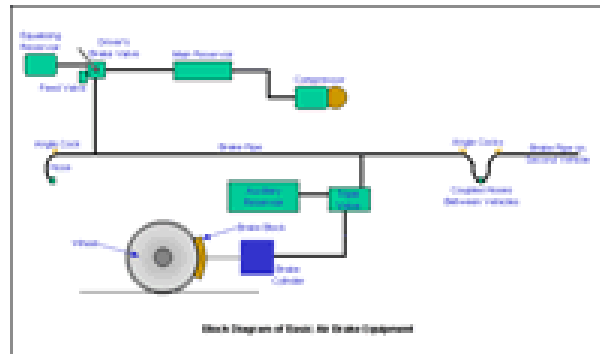 Equalising
Reservoir
Driver's
Brake Valve
Main Reservoir
Compressor
Feed Valve
Angle Cock
Brake Pipe
Angle Cocks
Brake Pipe on
Second Vehicle
Hose
Auxiliary
Reservoir
Triple
Valve
Coupled Hoses
Between Vehicles
Brake Block
Wheel
Brake
Cylinder
Block Diagram of Basic Air Brake Equipment